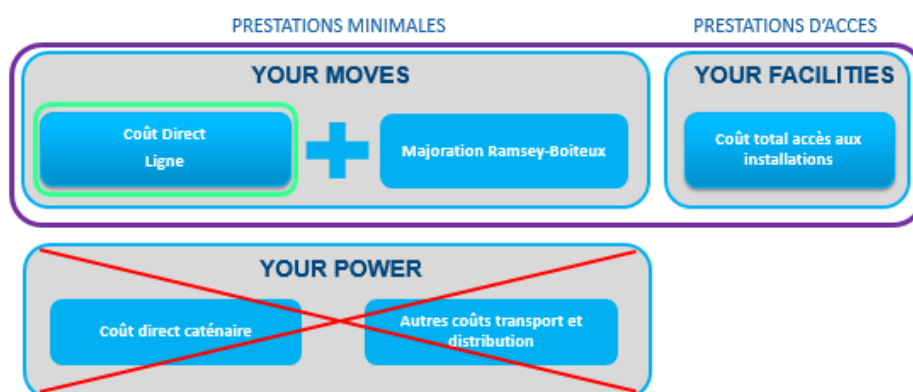 PRESTATIONS MINIMALES
PRESTATIONS D'ACCES
YOUR MOVES
YOUR FACILITIES
Coût Direct
Ligne
Majoration Ramsey-Boiteux
Coût total accès aux
installations
YOUR POWER
Coût direct caténaire
Autres coûts transport et
distribution